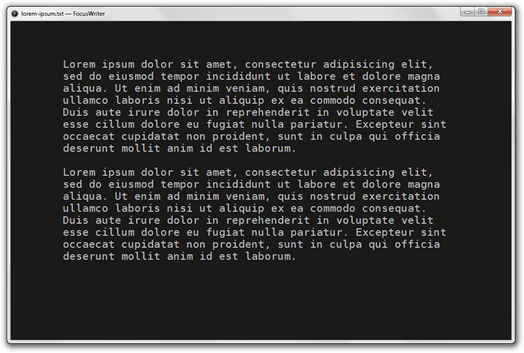 lorem-ipsum.txt — FocusWriter
Lorem ipsum dolor sit amet, consectetur adipisicing elit,
sed do eiusmod tempor incididunt ut labore et dolore magna
aliqua. Ut enim ad minim veniam, quis nostrud exercitation
ullamco laboris nisi ut aliquip ex ea commodo consequat.
Duis aute irure dolor in reprehenderit in voluptate velit
esse cillum dolore eu fugiat nulla pariatur. Excepteur sint
occaecat cupidatat non proident, sunt in culpa qui officia
deserunt mollit anim id est laborum.
Lorem ipsum dolor sit amet, consectetur adipisicing elit,
sed do eiusmod tempor incididunt ut labore et dolore magna
aliqua. Ut enim ad minim veniam, quis nostrud exercitation
ullamco laboris nisi ut aliquip ex ea commodo consequat.
Duis aute irure dolor in reprehenderit in voluptate velit
esse cillum dolore eu fugiat nulla pariatur. Excepteur sint
occaecat cupidatat non proident, sunt in culpa qui officia
deserunt mollit anim id est laborum.